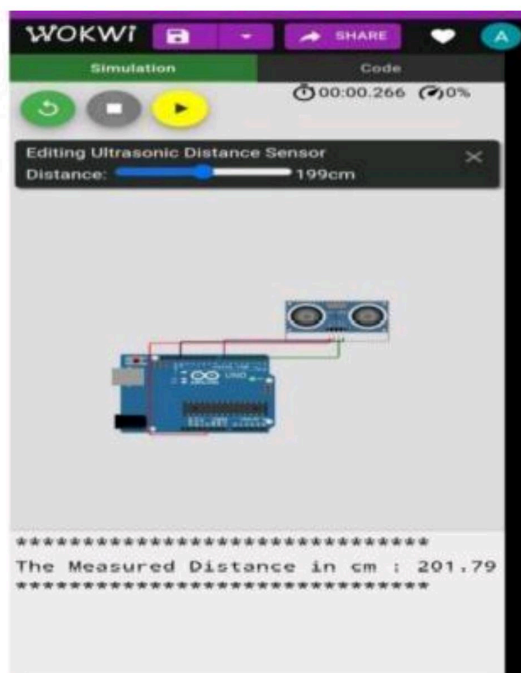 WOKWI SHARE A
Simulation Code
00:00.266 0%
Editing Ultrasonic Distance Sensor
Distance: 199cm
UNO
*******************************
The Measured Distance in cm : 201.79
*******************************